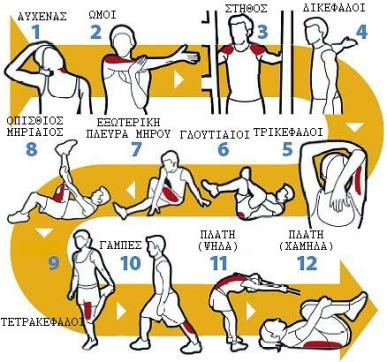 ΑΥΧΕΝΑΣ
1
ΩΜΟΙ
2
ΣΤΗΘΟΣ
3
ΔΙΚΕΦΑΛΟΙ
4
ΟΠΙΣΘΙΟΣ
ΜΗΡΙΑΙΟΣ
8
ΕΞΩΤΕΡΙΚΗ
ΠΛΕΥΡΑ ΜΗΡΟΥ
7
ΓΛΟΥΤΙΑΙΟΙ
6
ΤΡΙΚΕΦΑΛΟΙ
5
9
ΤΕΤΡΑΚΕΦΑΛΟΙ
ΓΑΜΠΕΣ
10
ΠΛΑΤΗ
(ΨΗΛΑ)
11
ΠΛΑΤΗ
(ΧΑΜΗΛΑ)
12